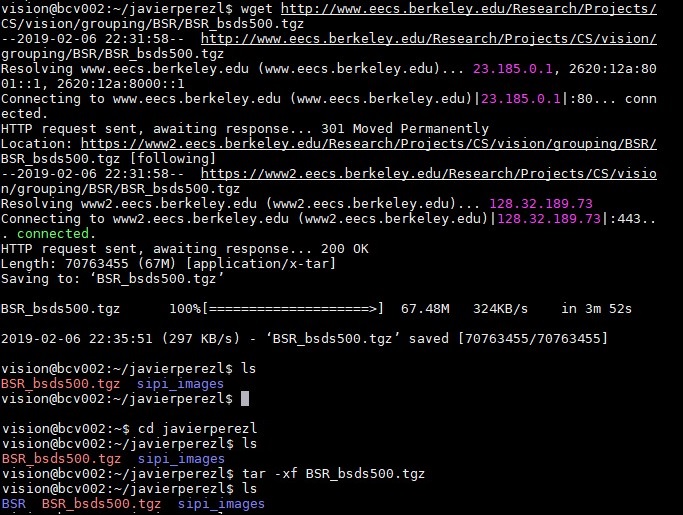 vision@bcv002:~/javierperezl$ wget http://www.eecs.berkeley.edu/Research/Projects/
CS/vision/grouping/BSR/BSR_bsds500.tgz
--2019-02-06 22:31:58--  http://www.eecs.berkeley.edu/Research/Projects/CS/vision/
grouping/BSR/BSR_bsds500.tgz
Resolving www.eecs.berkeley.edu (www.eecs.berkeley.edu)... 23.185.0.1, 2620:12a:80
01::1, 2620:12a:8000::1
Connecting to www.eecs.berkeley.edu (www.eecs.berkeley.edu)|23.185.0.1|:80... conn
ected.
HTTP request sent, awaiting response... 301 Moved Permanently
Location: https://www2.eecs.berkeley.edu/Research/Projects/CS/vision/grouping/BSR/
BSR_bsds500.tgz [following]
--2019-02-06 22:31:58--  https://www2.eecs.berkeley.edu/Research/Projects/CS/visio
n/grouping/BSR/BSR_bsds500.tgz
Resolving www2.eecs.berkeley.edu (www2.eecs.berkeley.edu)... 128.32.189.73
Connecting to www2.eecs.berkeley.edu (www2.eecs.berkeley.edu)|128.32.189.73|:443..
. connected.
HTTP request sent, awaiting response... 200 OK
Length: 70763455 (67M) [application/x-tar]
Saving to: ‘BSR_bsds500.tgz’
BSR_bsds500.tgz      100%[====================>]  67.48M   324KB/s    in 3m 52s
2019-02-06 22:35:51 (297 KB/s) - ‘BSR_bsds500.tgz’ saved [70763455/70763455]
vision@bcv002:~/javierperezl$ ls
BSR_bsds500.tgz  sipi_images
vision@bcv002:~/javierperezl$
vision@bcv002:~$ cd javierperezl
vision@bcv002:~/javierperezl$ ls
BSR_bsds500.tgz  sipi_images
vision@bcv002:~/javierperezl$ tar -xf BSR_bsds500.tgz
vision@bcv002:~/javierperezl$ ls
BSR  BSR_bsds500.tgz  sipi_images